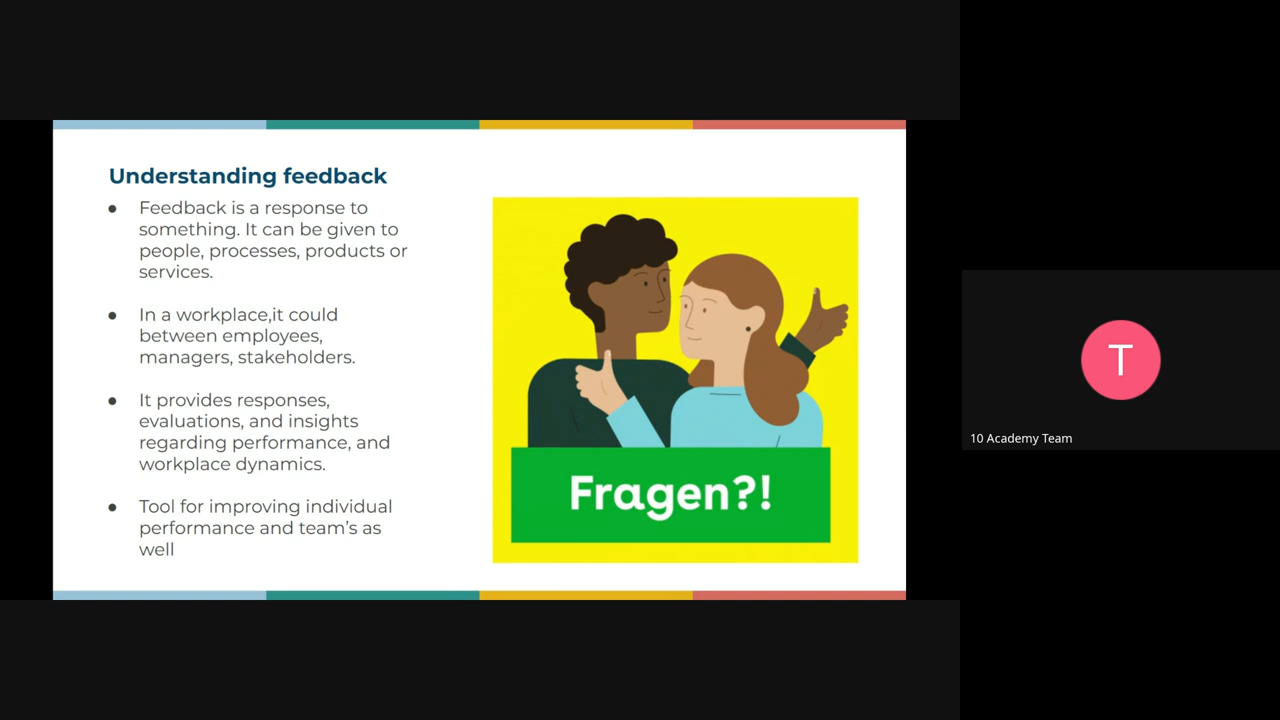 Understanding feedback
● Feedback is a response to
something. It can be given to
people, processes, products or
services.
● In a workplace,it could
between employees,
managers, stakeholders.
● It provides responses,
evaluations, and insights
regarding performance, and
workplace dynamics.
● Tool for improving individual
performance and team's as
well
Fragen?!
T
10 Academy Team